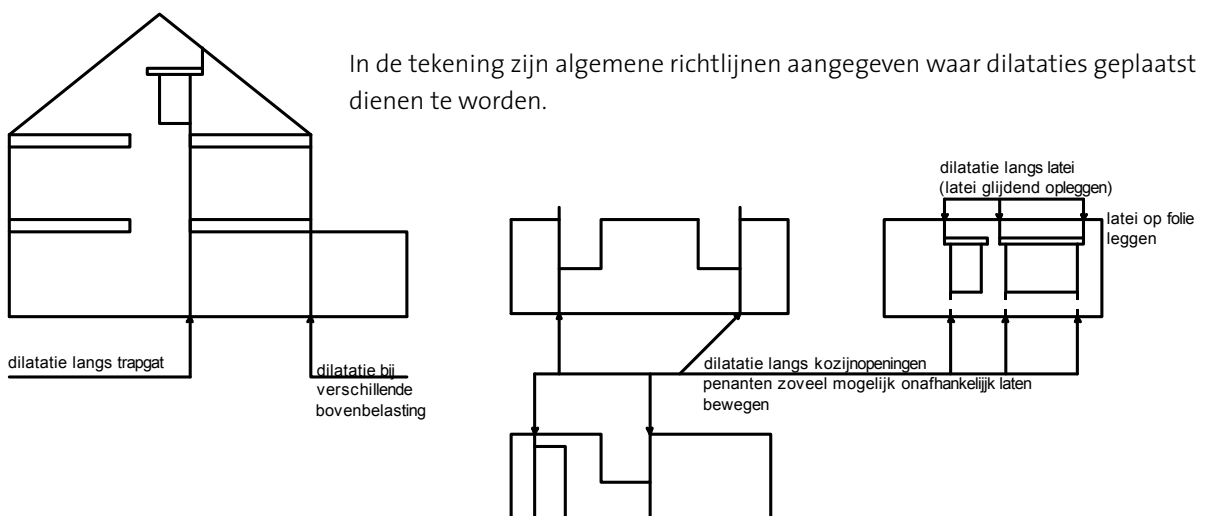 In de tekening zijn algemene richtlijnen aangegeven waar dilataties geplaatst
dienen te worden.
dilatatie langs latei
(latei glijdend opleggen)
latei op folie
leggen
dilatatie langs trapgat
dilatatie bij
verschillende
bovenbelasting
dilatatie langs kozijnopeningen
penanten zoveel mogelijk onafhankelijjk laten
bewegen